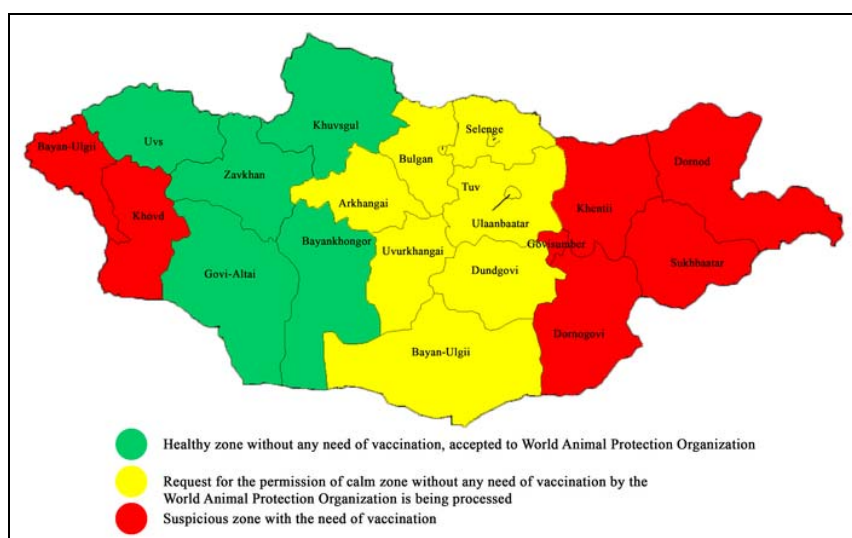 Khuvsgul
Selenge
Uvs
Bayan-Ulgii
Bulgan
Dornod
Zavkhan
Tuv
Arkhangai
Khentii
Khovd
Ulaanbaatar
Bayankhongor
Govisumber
Uvurkhangai
Sukhbaatar
Govi-Altai
Dundgovi
Dornogovi
Bayan-Ulgii
Healthy zone without any need of vaccination, accepted to World Animal Protection Organization
Request for the permission of calm zone without any need of vaccination by the
World Animal Protection Organization is being processed
Suspicious zone with the need of vaccination